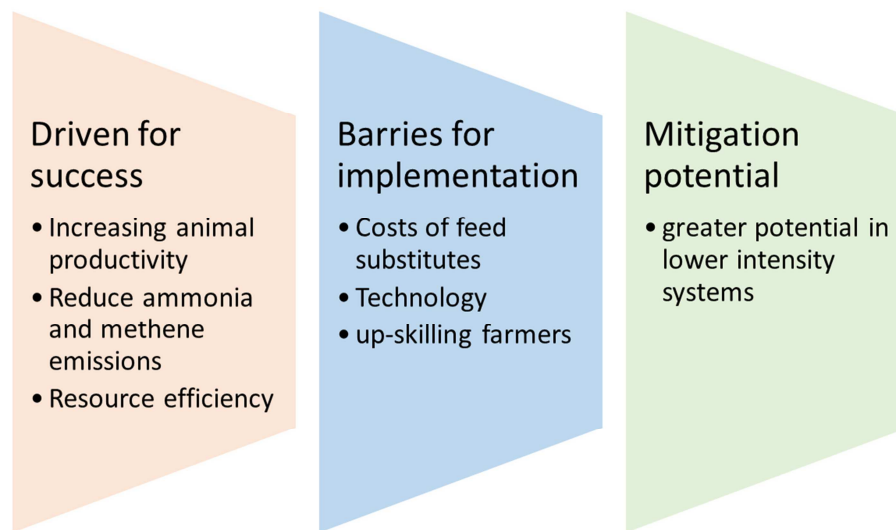 Driven for
success
• Increasing animal
productivity
• Reduce ammonia
and methene
emissions
• Resource efficiency
Barries for
implementation
• Costs of feed
substitutes
• Technology
• up-skilling farmers
Mitigation
potential
• greater potential in
lower intensity
systems